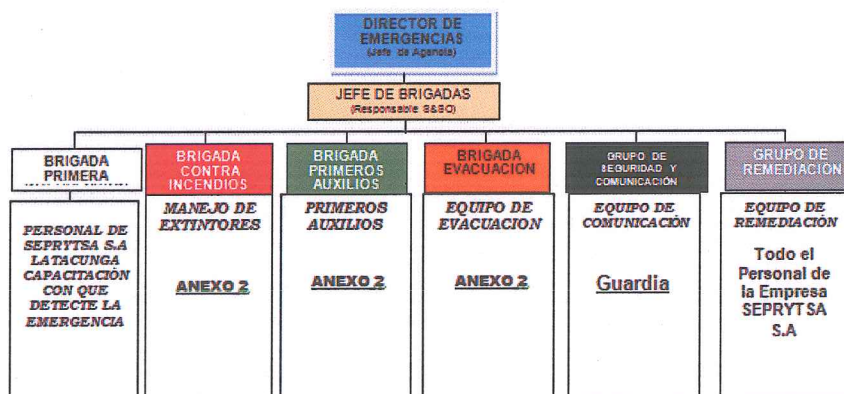 DIRECTOR DE
EMERGENCIAS
(Jefe de Agencia)
JEFE DE BRIGADAS
(Responsable S&SO)
BRIGADA
PRIMERA
BRIGADA
CONTRA
INCENDIOS
BRIGADA
PRIMEROS
AUXILIOS
BRIGADA
EVACUACION
GRUPO DE
SEGURIDAD Y
COMUNICACIÓN
GRUPO DE
REMEDIACIÓN
PERSONAL DE
SEPRYTSA S.A
LATACUNGA
CAPACITACIÓN
CON QUE
DETECTE LA
EMERGENCIA
MANEJO DE
EXTINTORES
ANEXO 2
PRIMEROS
AUXILIOS
ANEXO 2
EQUIPO DE
EVACUACION
ANEXO 2
EQUIPO DE
COMUNICACIÓN
Guardia
EQUIPO DE
REMEDIACIÓN
Todo el
Personal de
la Empresa
SEPRYTSA
S.A